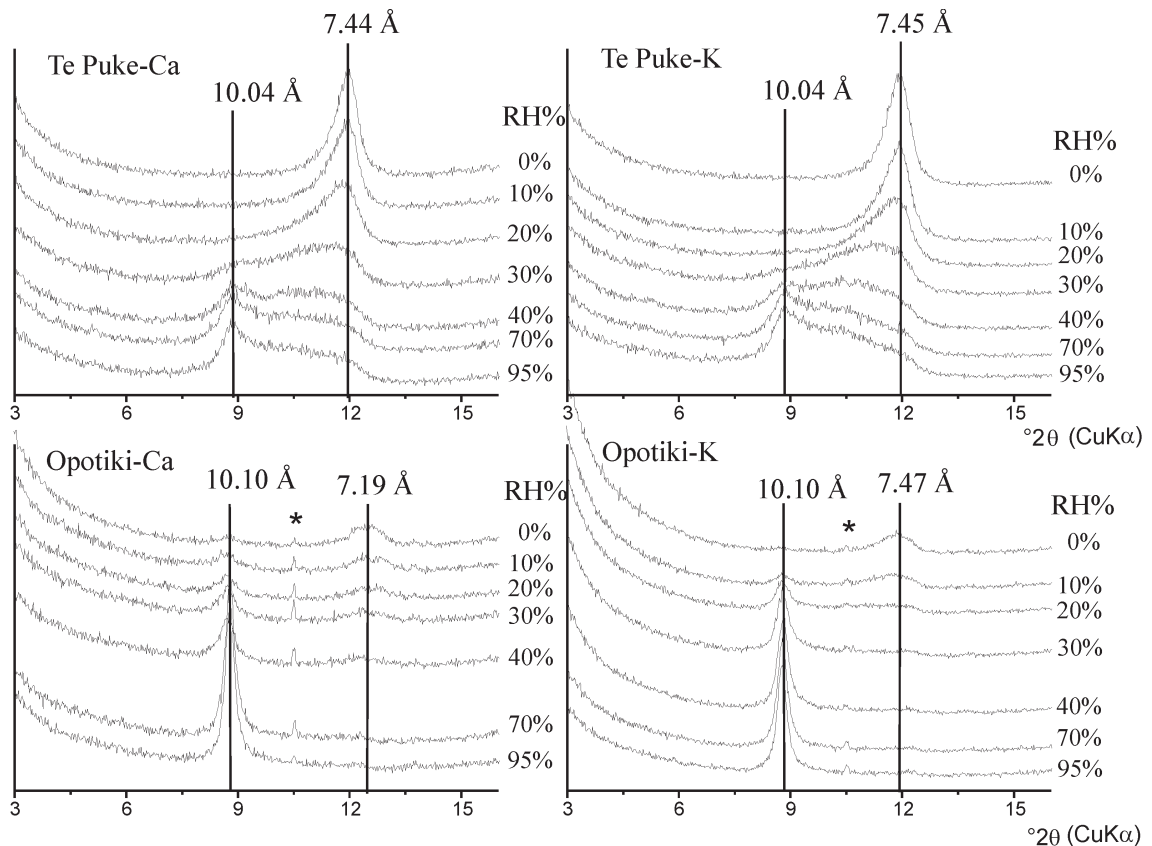 Te Puke-Ca
7.44 Å
10.04 Å
RH%
0%
10%
20%
30%
40%
70%
95%
3 6 9 12 15
Te Puke-K
7.45 Å
10.04 Å
RH%
0%
10%
20%
30%
40%
70%
95%
3 6 9 12 15
°2θ (CuKα)
Opotiki-Ca
10.10 Å
7.19 Å
*
RH%
0%
10%
20%
30%
40%
70%
95%
3 6 9 12 15
Opotiki-K
10.10 Å
7.47 Å
*
RH%
0%
10%
20%
30%
40%
70%
95%
3 6 9 12 15
°2θ (CuKα)